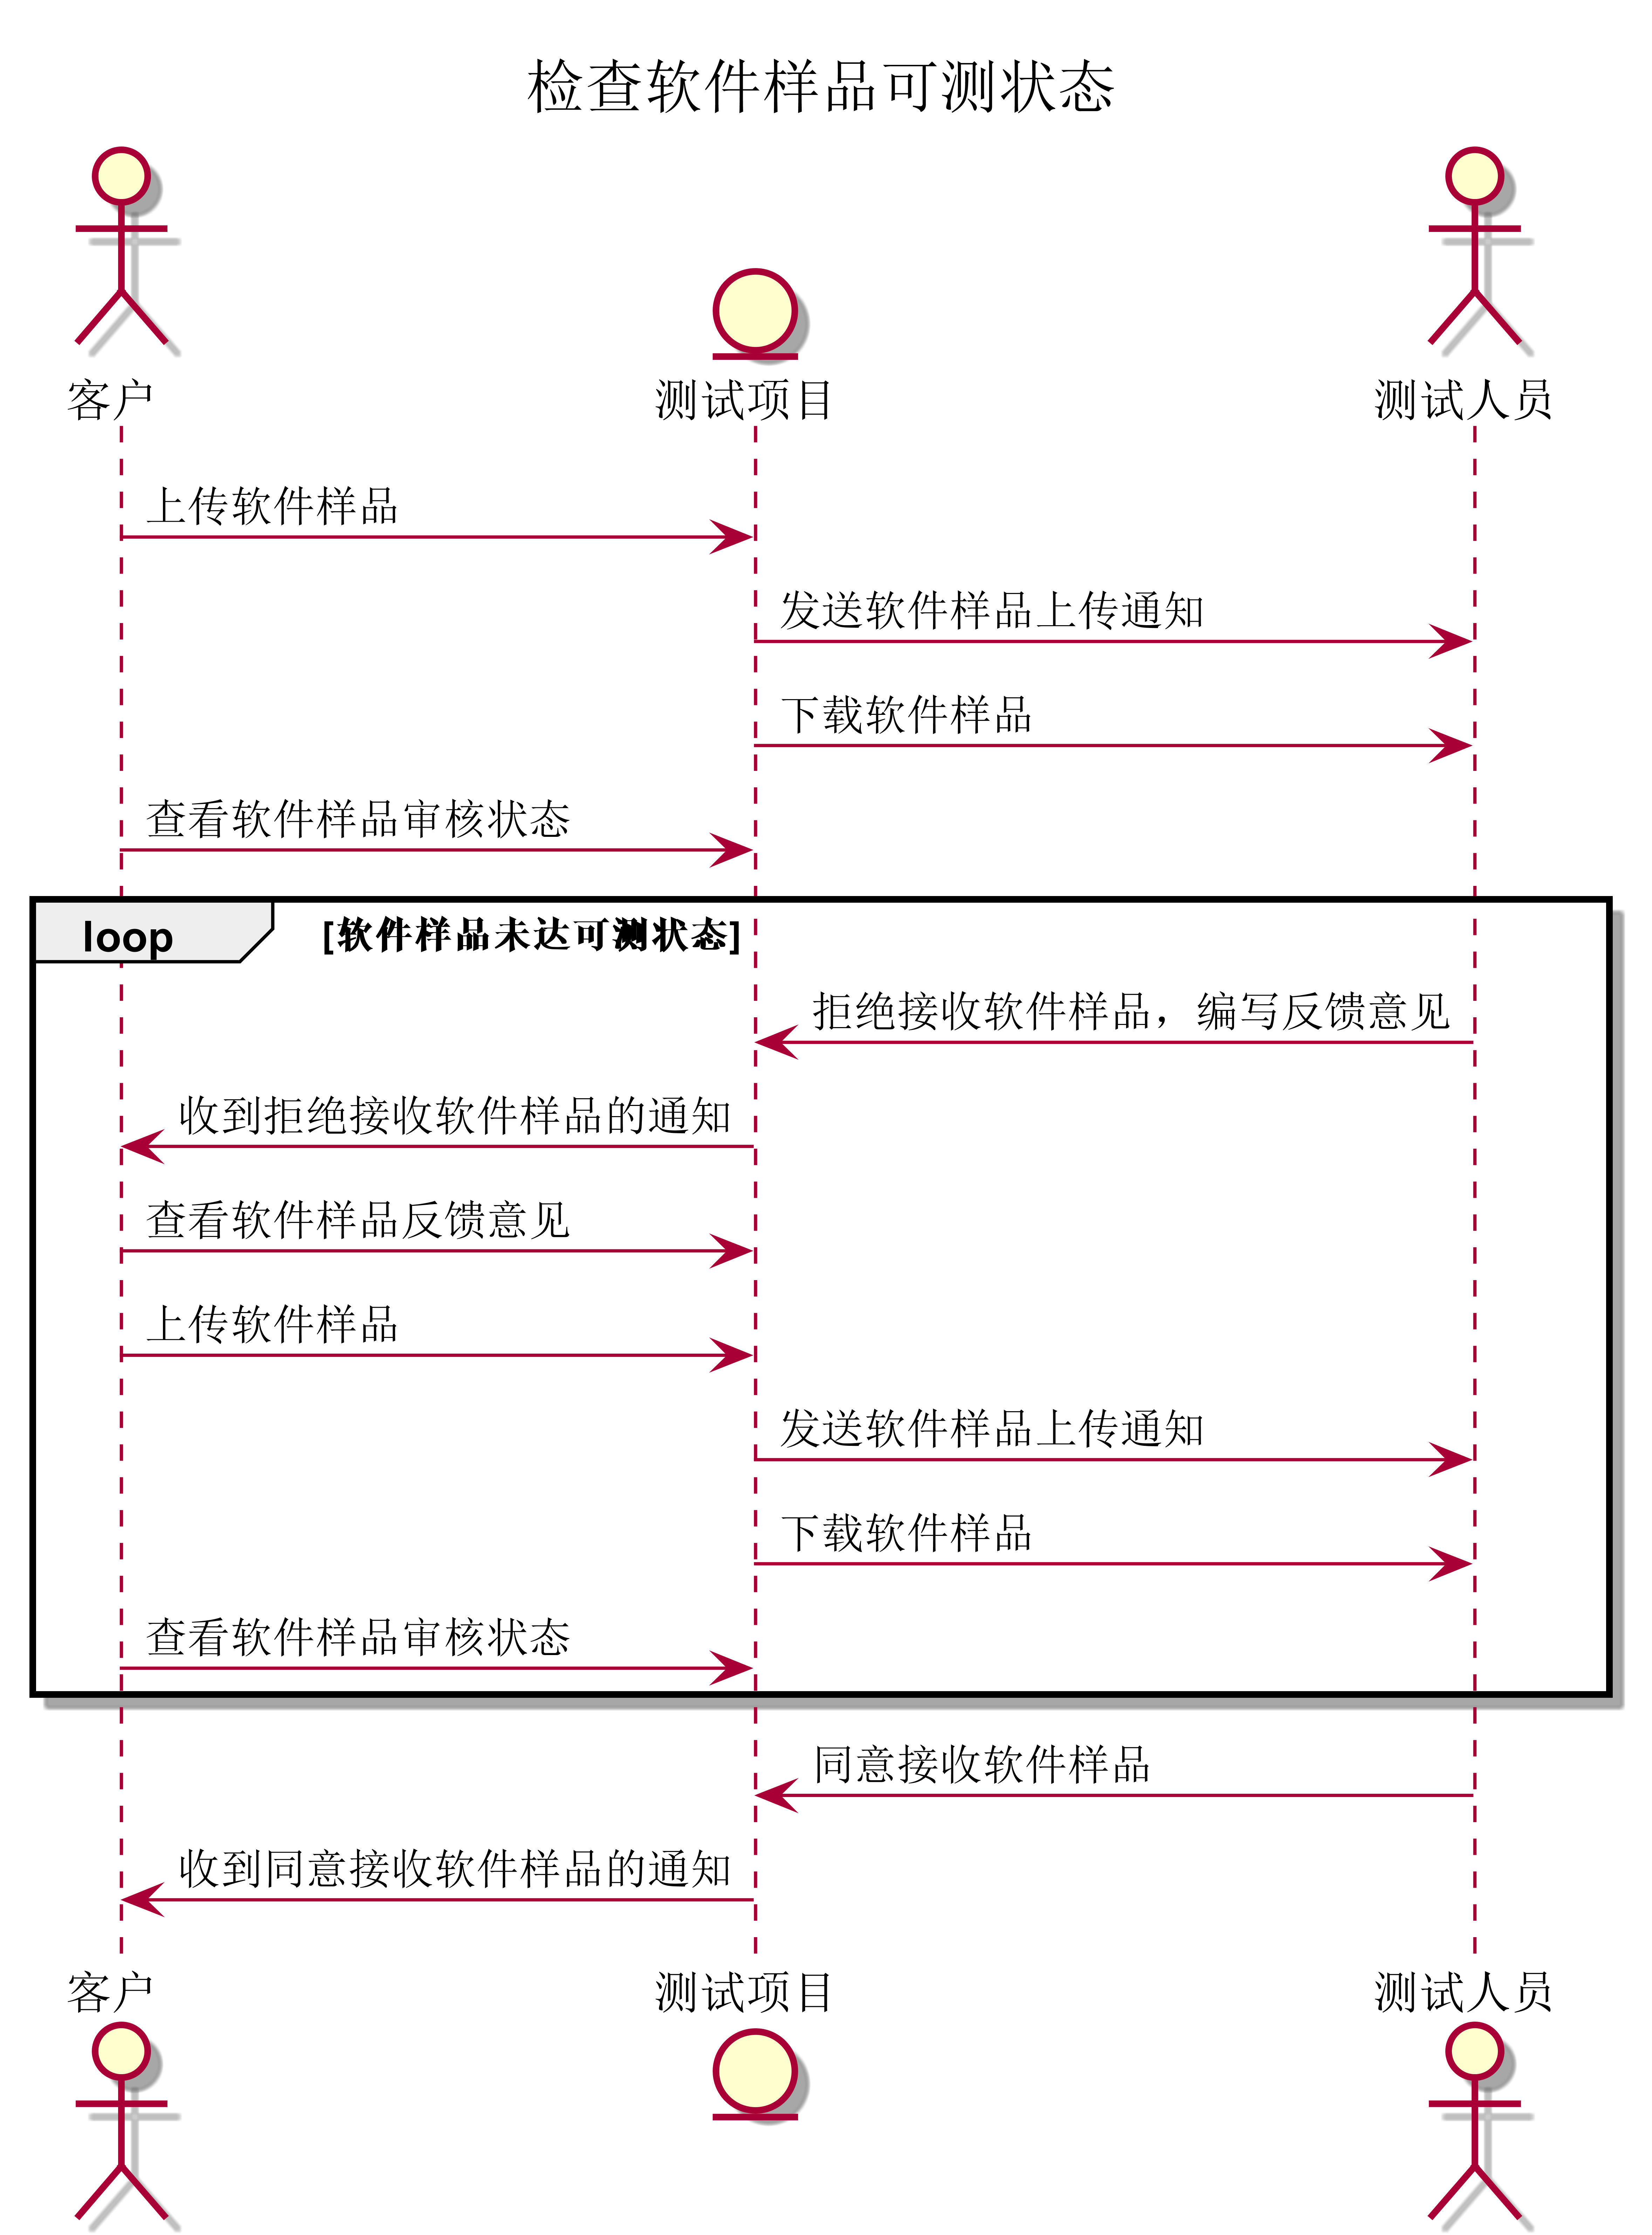 检查软件样品可测状态
客户
测试项目
测试人员
上传软件样品
发送软件样品上传通知
下载软件样品
查看软件样品审核状态
loop [软件样品未达可测状态]
拒绝接收软件样品，编写反馈意见
收到拒绝接收软件样品的通知
查看软件样品反馈意见
上传软件样品
发送软件样品上传通知
下载软件样品
查看软件样品审核状态
同意接收软件样品
收到同意接收软件样品的通知
客户
测试项目
测试人员